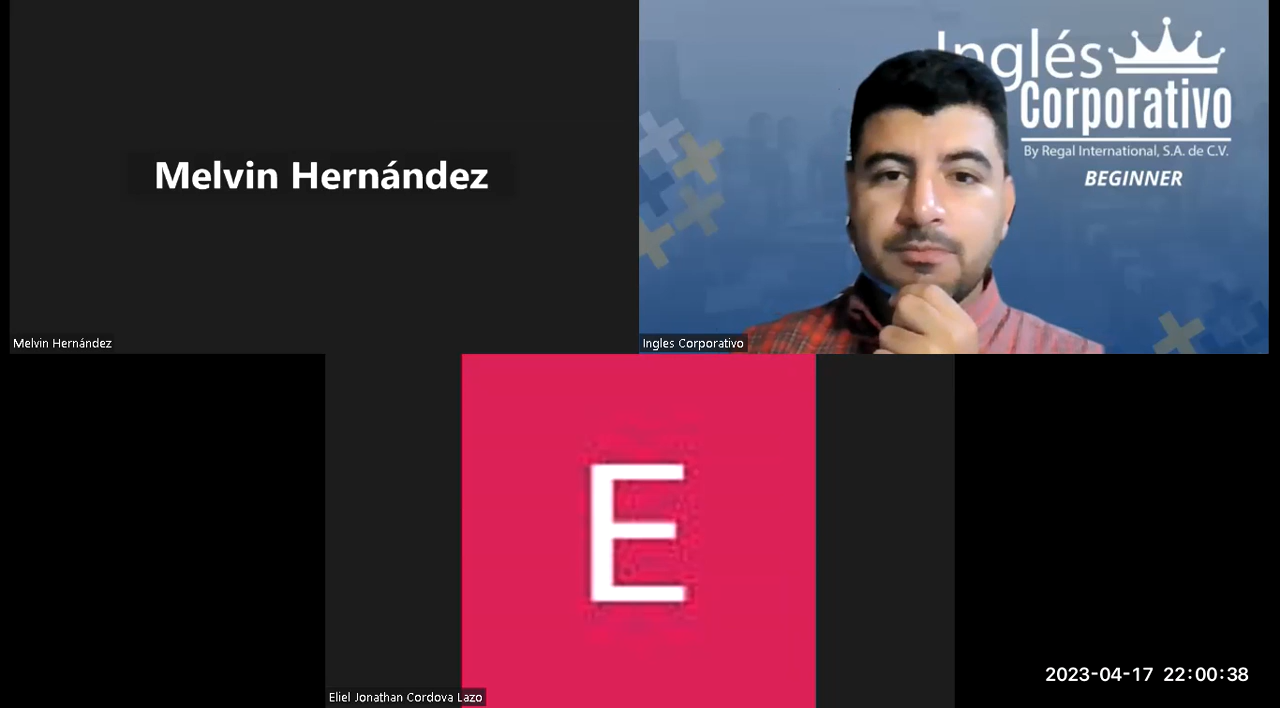 Melvin Hernández
Inglés
Corporativo
By Regal International, S.A. de C.V.
BEGINNER
Melvin Hernández
Ingles Corporativo
E
Eliel Jonathan Cordova Lazo
2023-04-17 22:00:38